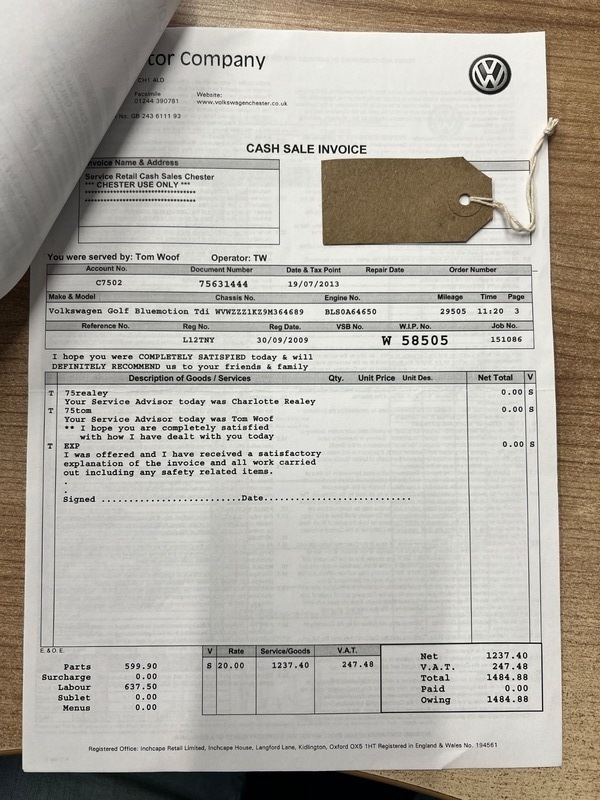 tor Company
CH1 ALD
Facsimile
01244 390781
Website:
www.volkswagenchester.co.uk
No: GB 243 6111 93
CASH SALE INVOICE
Invoice Name & Address
Service Retail Cash Sales Chester
*** CHESTER USE ONLY ***
**********************************
**********************************
You were served by: Tom Woof Operator: TW
Account No. Document Number Date & Tax Point Repair Date Order Number
C7502 75631444 19/07/2013
Make & Model Chassis No. Engine No. Mileage Time Page
Volkswagen Golf Bluemotion Tdi WVWZZZ1KZ9M364689 BLS0A64650 29505 11:20 3
Reference No. Reg No. Reg Date. VSB No. W.I.P. No. Job No.
L12TNY 30/09/2009 W 58505 151086
I hope you were COMPLETELY SATISFIED today & will
DEFINITELY RECOMMEND us to your friends & family
Description of Goods / Services Qty. Unit Price Unit Des. Net Total V
T 75realey 0.00 S
Your Service Advisor today was Charlotte Realey
T 75tom 0.00 S
Your Service Advisor today was Tom Woof
** I hope you are completely satisfied
with how I have dealt with you today
T EXP 0.00 S
I was offered and I have received a satisfactory
explanation of the invoice and all work carried
out including any safety related items.
.
.
Signed .......................Date.........................
E. & O.E.
V Rate Service/Goods V.A.T.
S 20.00 1237.40 247.48
Parts 599.90
Surcharge 0.00
Labour 637.50
Sublet 0.00
Menus 0.00
Net 1237.40
V.A.T. 247.48
Total 1484.88
Paid 0.00
Owing 1484.88
Registered Office: Inchcape Retail Limited, Inchcape House, Langford Lane, Kidlington, Oxford OX5 1HT Registered in England & Wales No. 194561